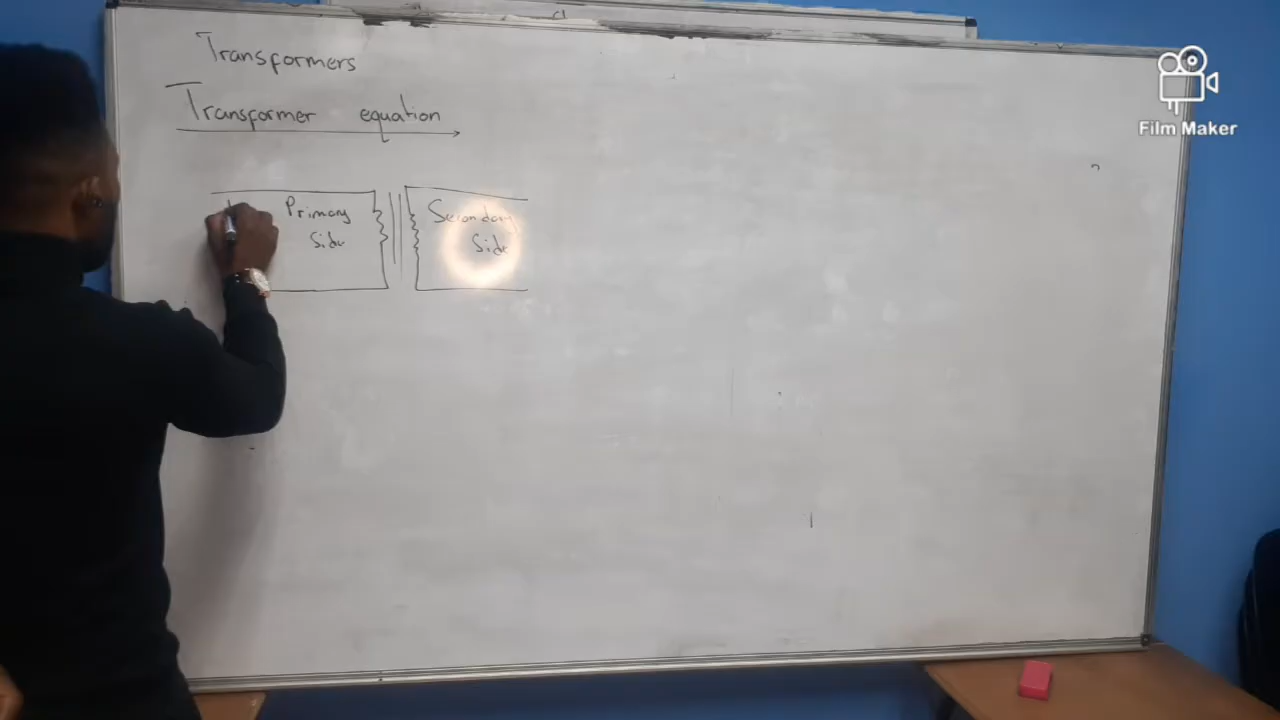 Transformers
Transformer equation
Primary
Side
Secondary
Side
Film Maker